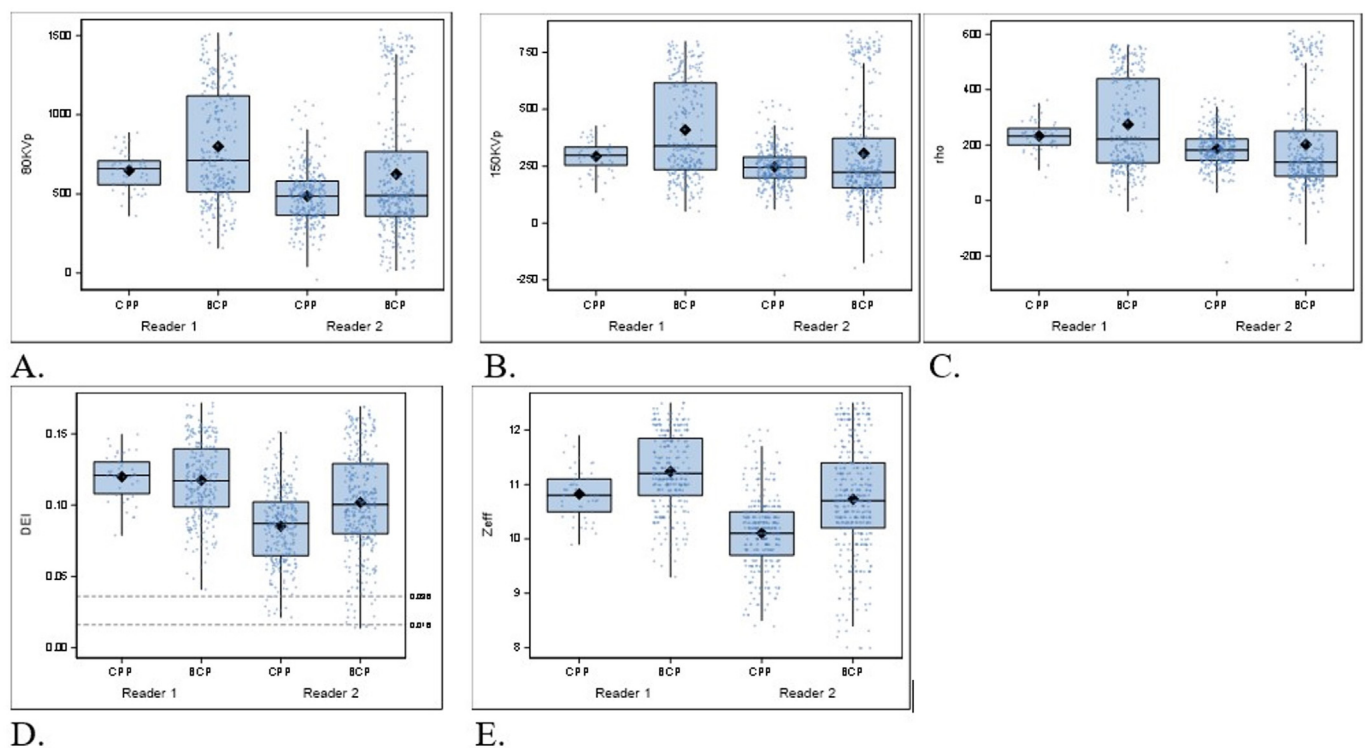 1500
1000
500
0
80KVp
CPP BCP CPP BCP
Reader 1 Reader 2
A.
750
500
250
0
-250
150KVp
CPP BCP CPP BCP
Reader 1 Reader 2
B.
600
400
200
0
-200
rho
CPP BCP CPP BCP
Reader 1 Reader 2
C.
0.15
0.10
0.05
0.00
DEI
0.016
CPP BCP CPP BCP
Reader 1 Reader 2
D.
12
11
10
9
8
Zeff
CPP BCP CPP BCP
Reader 1 Reader 2
E.